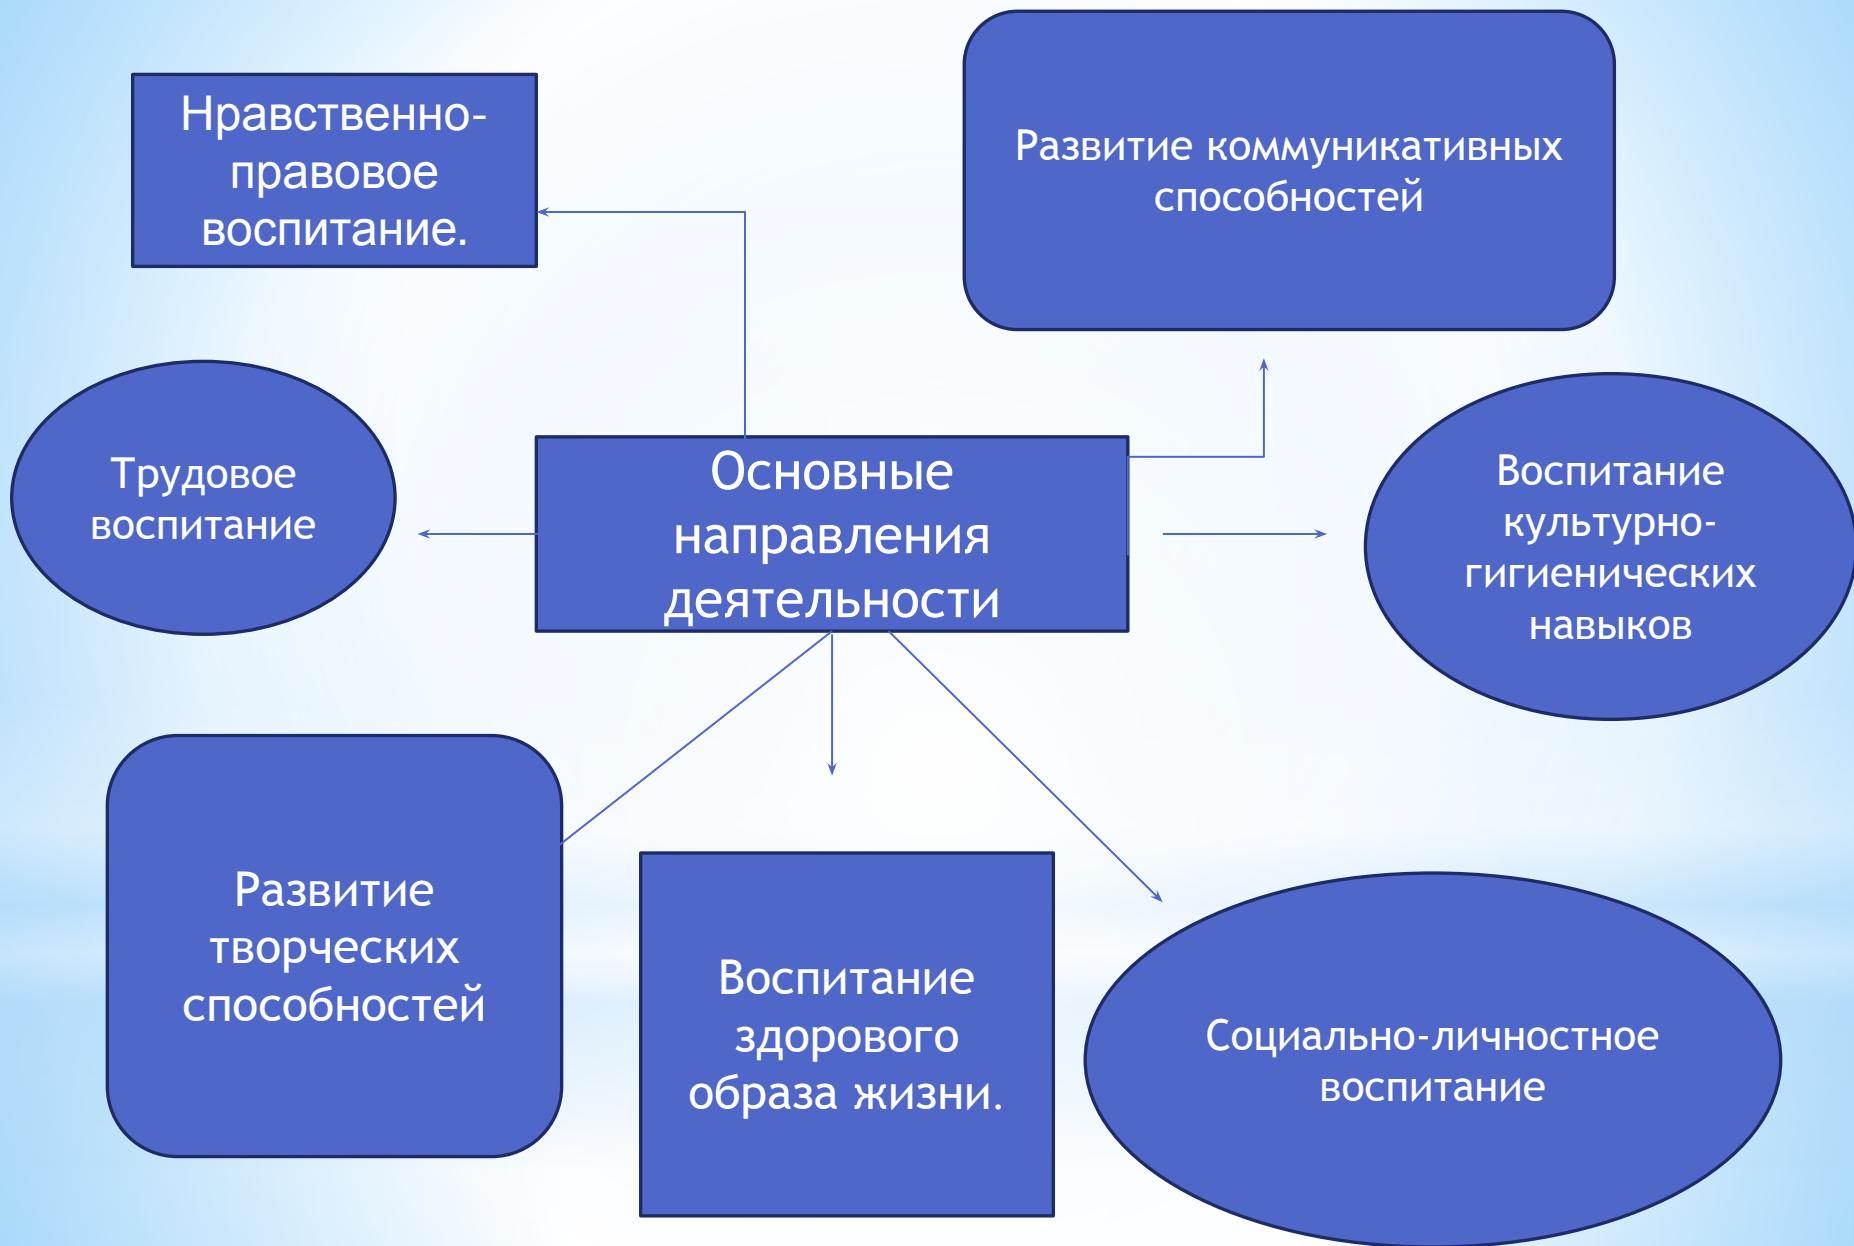 Нравственно-
правовое
воспитание.
Развитие коммуникативных
способностей
Трудовое
воспитание
Основные
направления
деятельности
Воспитание
культурно-
гигиенических
навыков
Развитие
творческих
способностей
Воспитание
здорового
образа жизни.
Социально-личностное
воспитание